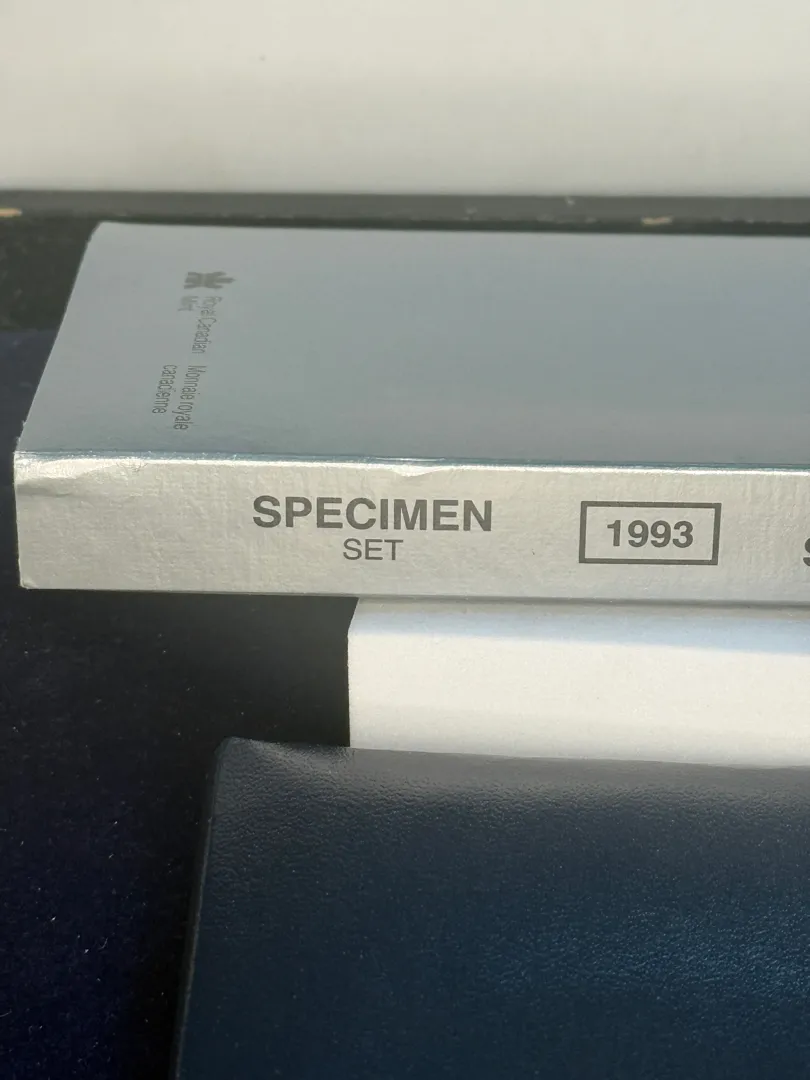 Royal Canadian
Mint
Monnaie royale
canadienne
SPECIMEN
SET
1993